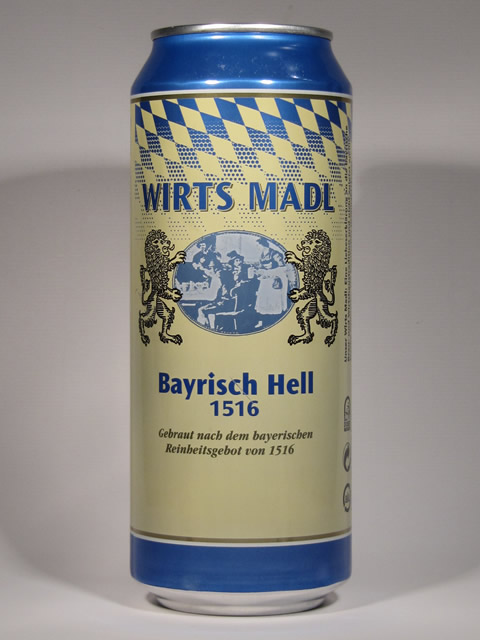 WIRTS MADL
Bayrisch Hell
1516
Gebraut nach dem bayerischen
Reinheitsgebot von 1516